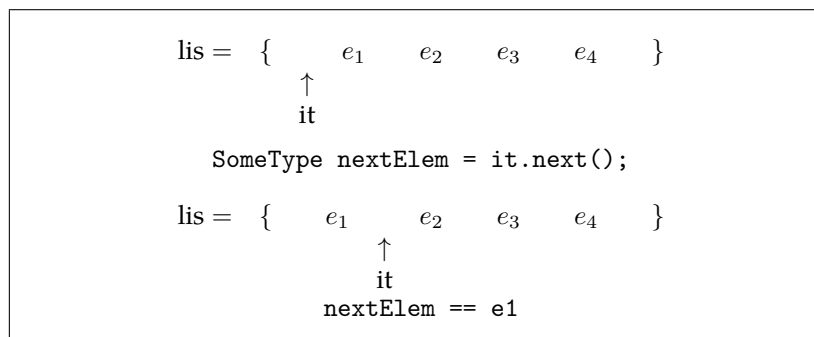 lis = { e₁ e₂ e₃ e₄ }
↑
it
SomeType nextElem = it.next();
lis = { e₁ e₂ e₃ e₄ }
↑
it
nextElem == e1